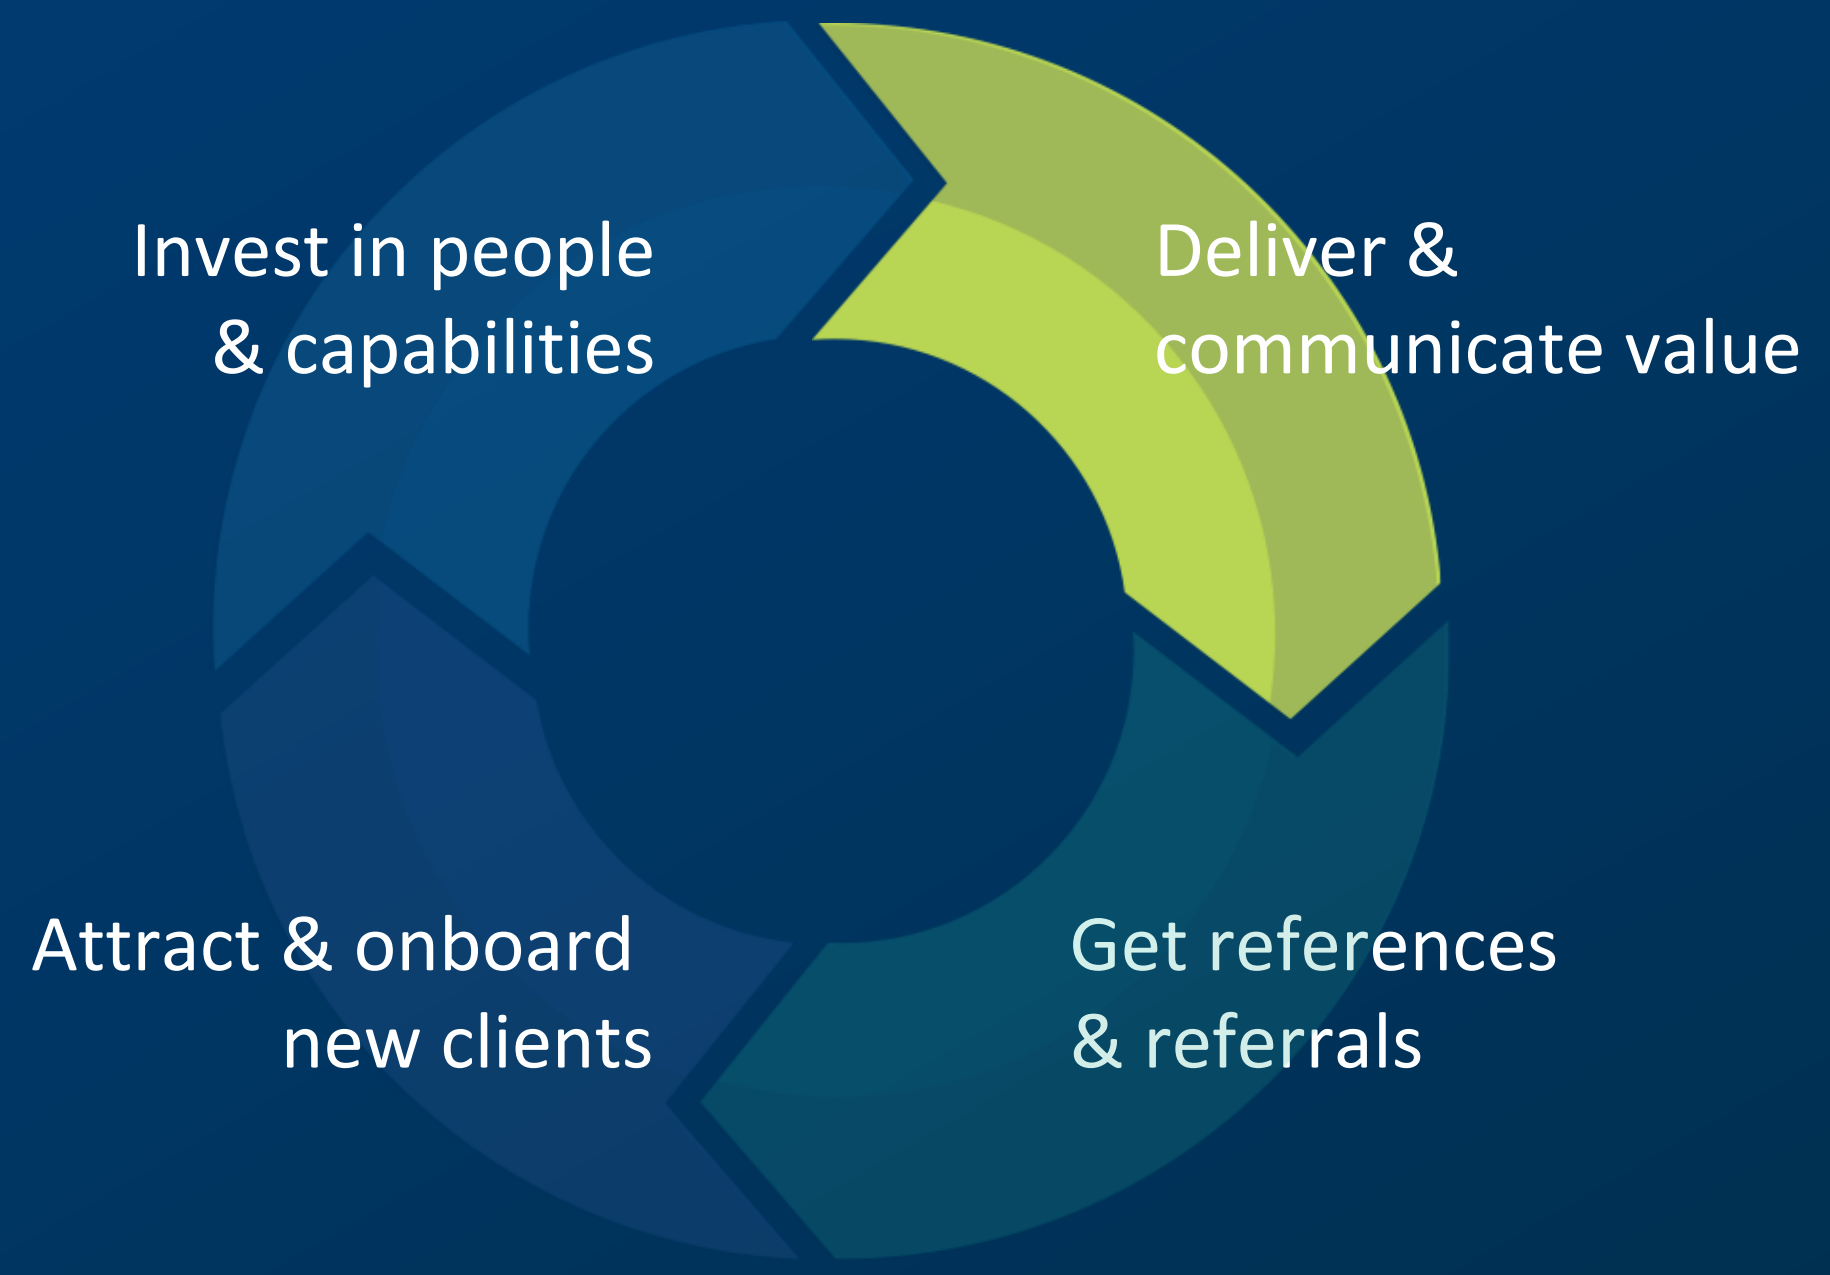 Invest in people
& capabilities
Deliver &
communicate value
Attract & onboard
new clients
Get references
& referrals